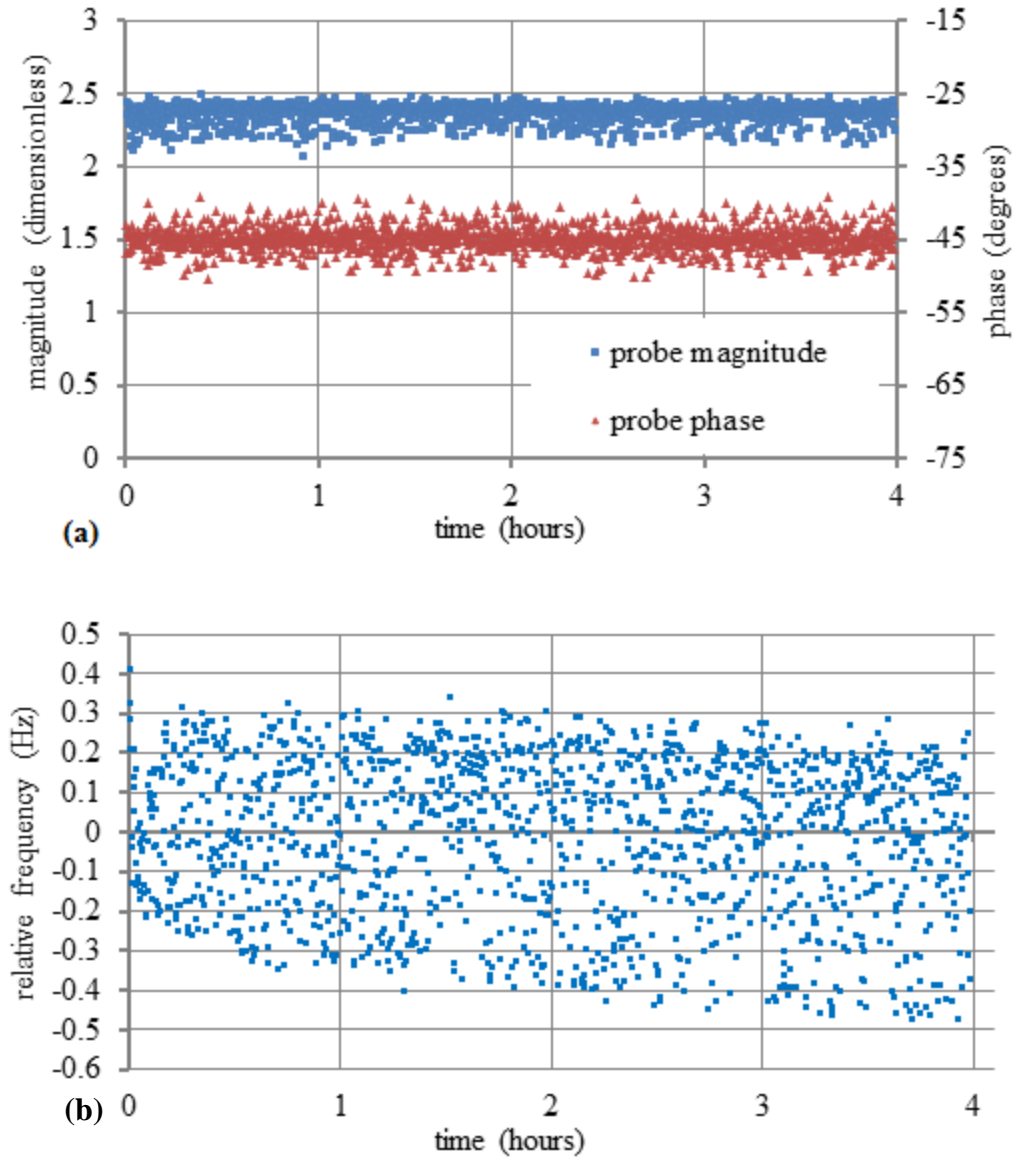 3
2.5
2
1.5
1
0.5
0
magnitude (dimensionless)
-15
-25
-35
-45
-55
-65
-75
phase (degrees)
probe magnitude
probe phase
0 1 2 3 4
time (hours)
(a)
0.5
0.4
0.3
0.2
0.1
0
-0.1
-0.2
-0.3
-0.4
-0.5
-0.6
relative frequency (Hz)
0 1 2 3 4
time (hours)
(b)